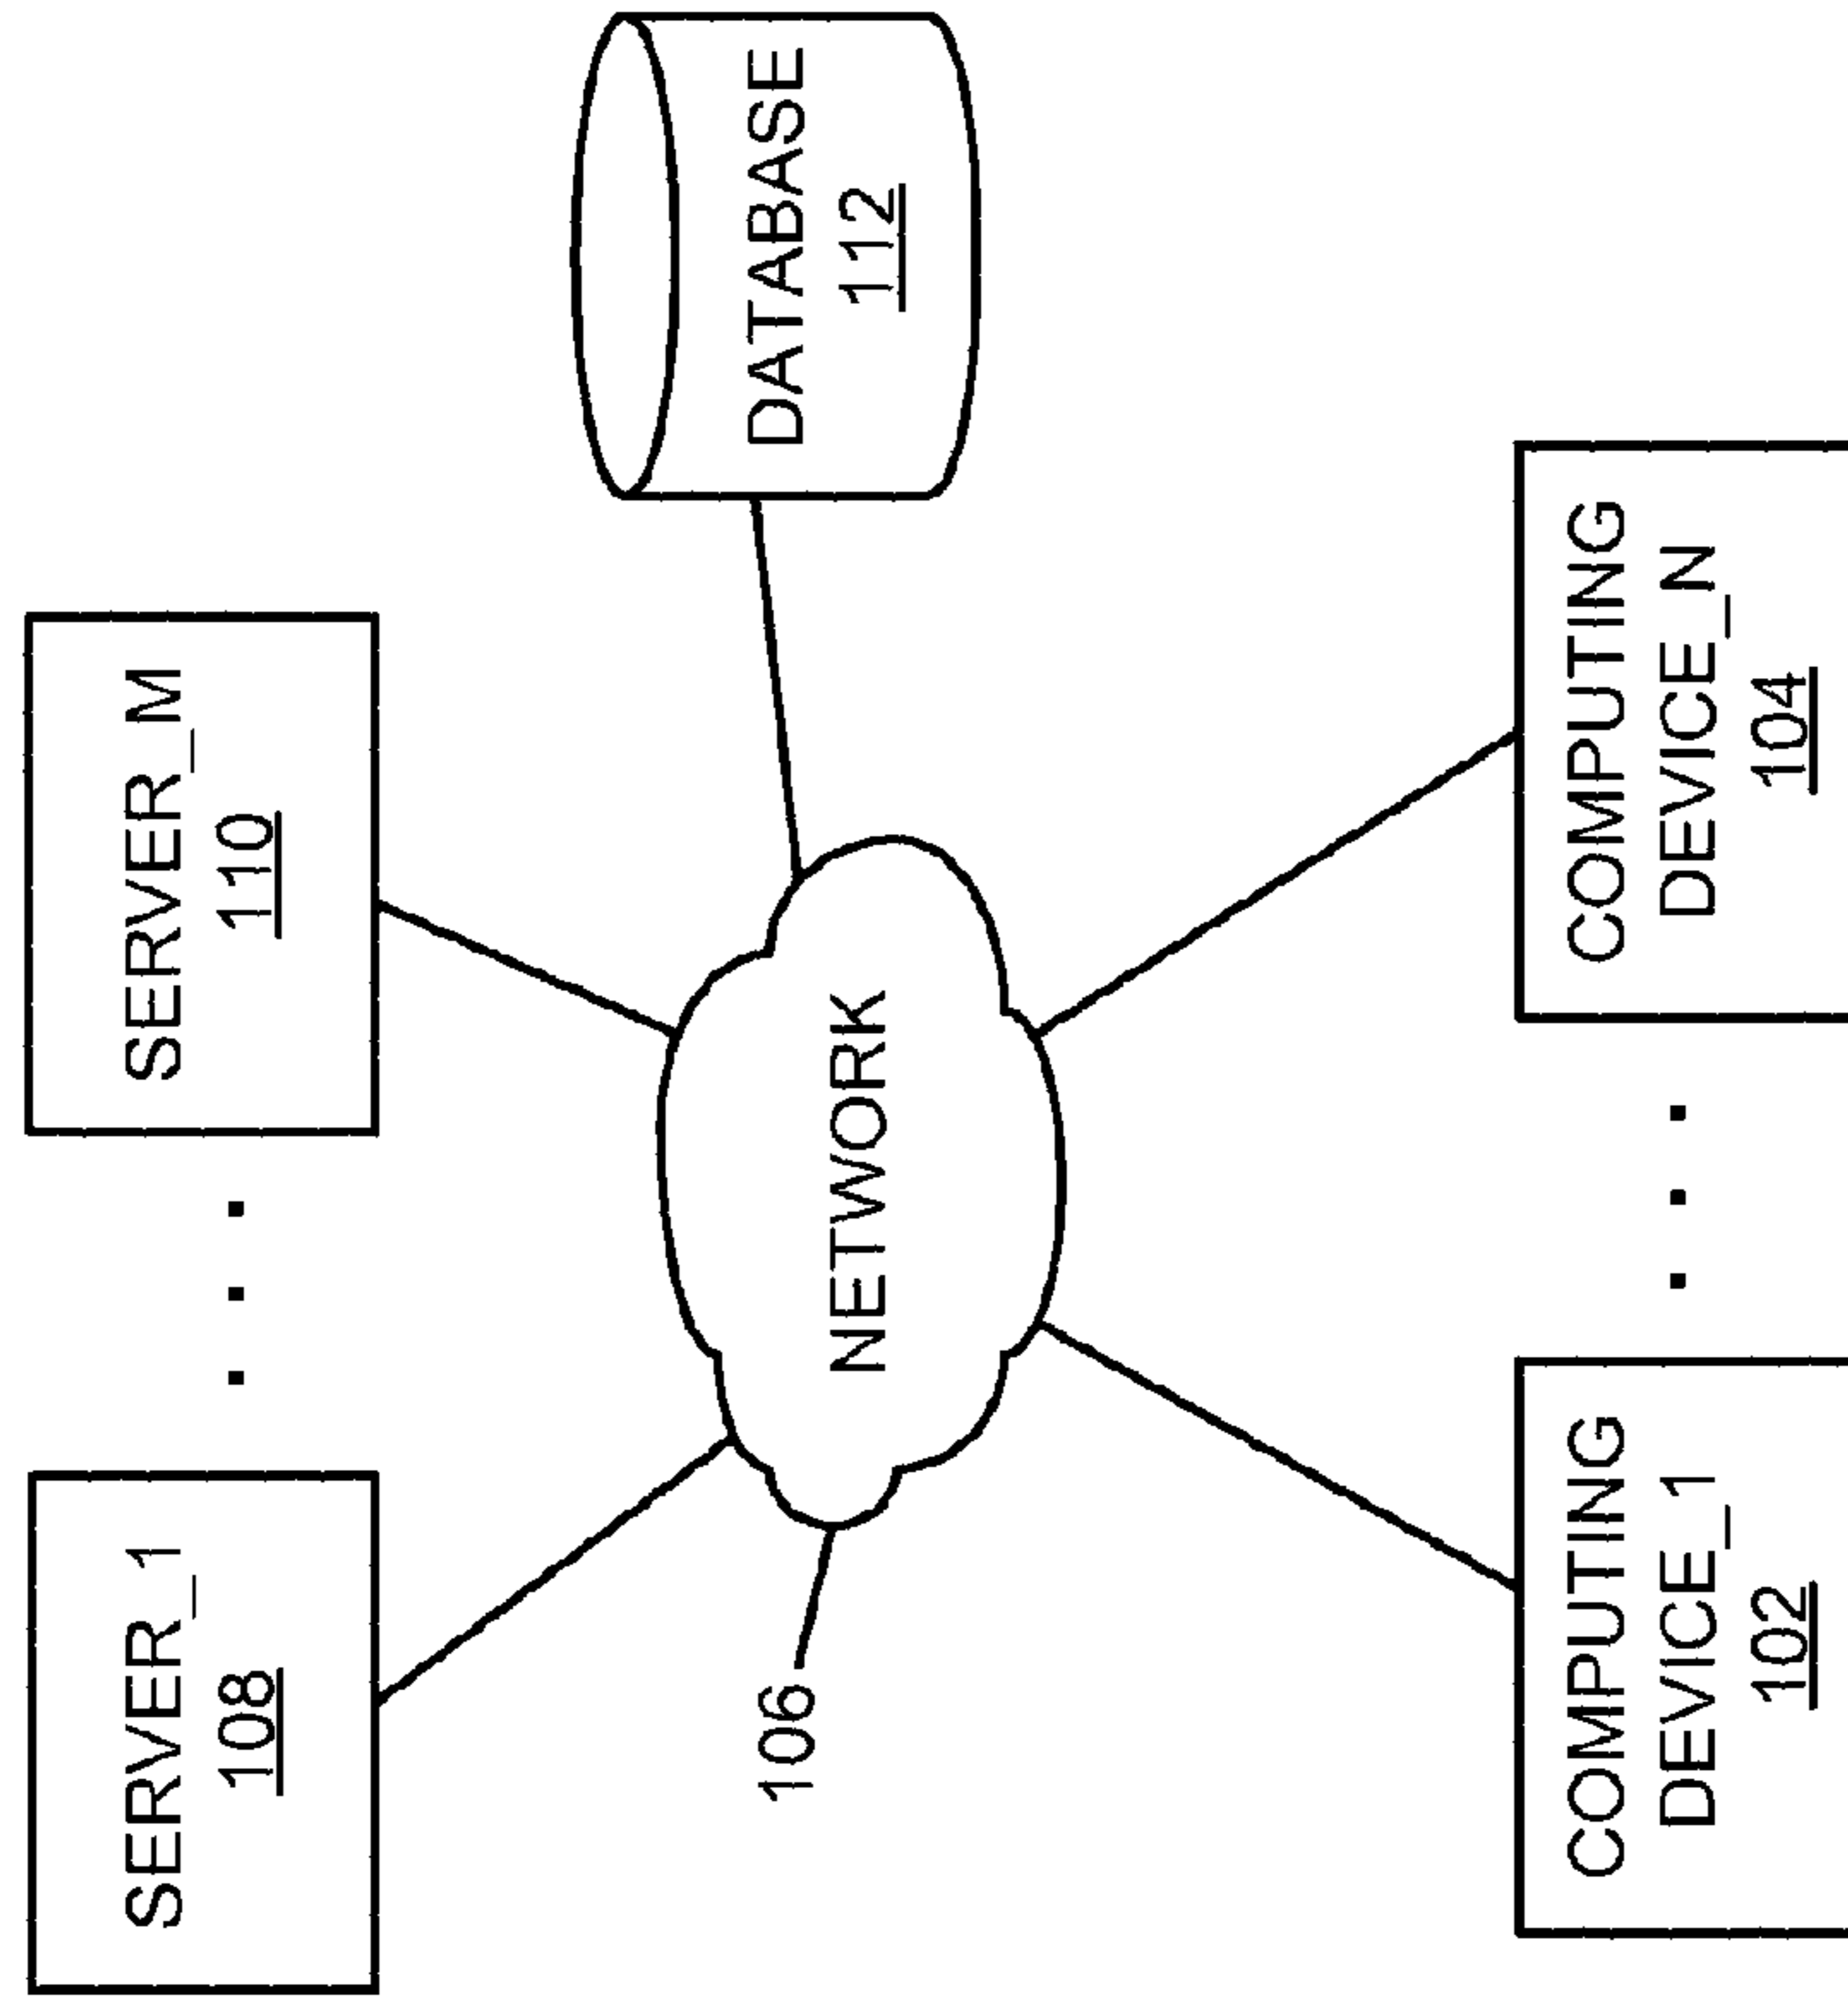 SERVER_1
108
SERVER_M
110
DATABASE
112
NETWORK
106
COMPUTING
DEVICE_1
102
COMPUTING
DEVICE_N
104